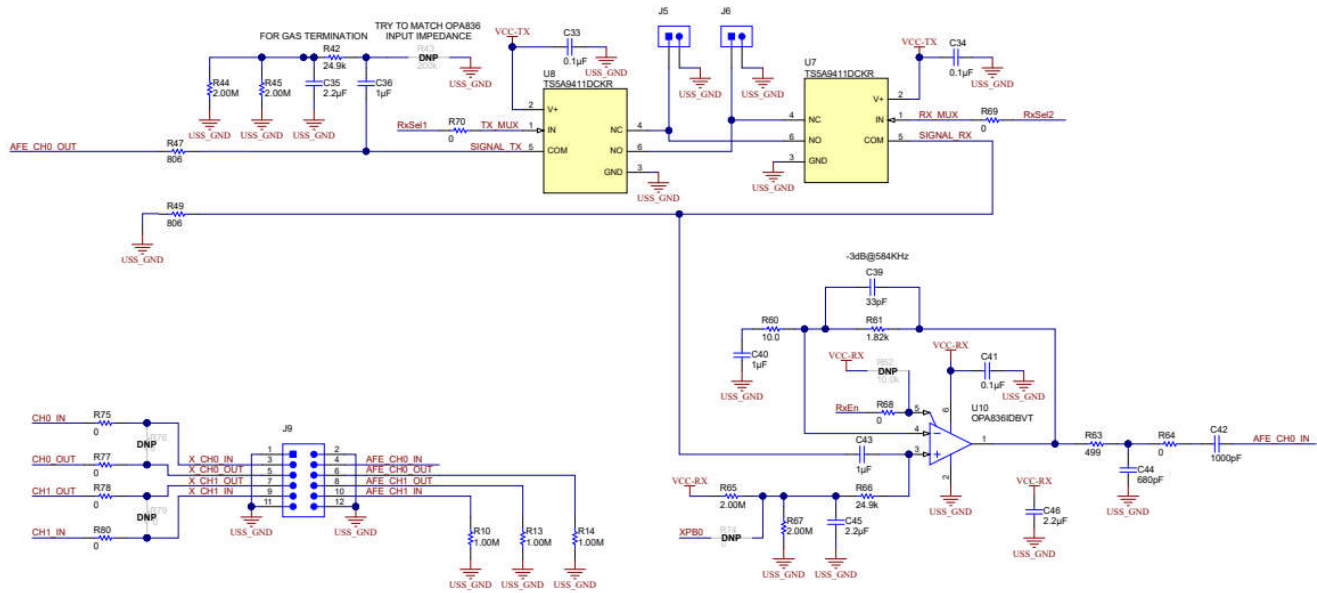 FOR GAS TERMINATION
TRY TO MATCH OPA836
INPUT IMPEDANCE
R42
24.9k
R43
DNP
200k
R44
2.00M
R45
2.00M
C35
2.2µF
C36
1µF
USS_GND
USS_GND
USS_GND
USS_GND
USS_GND
AFE_CH0_OUT
R47
806
RxSel1
R70
0
TX_MUX
SIGNAL_TX
VCC-TX
C33
0.1µF
USS_GND
U8
TS5A9411DCKR
2
V+
1
IN
5
COM
NC
4
NO
6
GND
3
USS_GND
J5
J6
USS_GND
USS_GND
U7
TS5A9411DCKR
VCC-TX
C34
0.1µF
USS_GND
V+
2
IN
1
COM
5
4
NC
6
NO
3
GND
USS_GND
RX_MUX
R69
0
RxSel2
SIGNAL_RX
R49
806
USS_GND
-3dB@584KHz
C39
33pF
R60
10.0
R61
1.82k
C40
1µF
USS_GND
VCC-RX
R62
DNP
10.0k
RxEn
R68
0
VCC-RX
C41
0.1µF
USS_GND
U10
OPA836IDBVT
5
6
4
3
1
2
USS_GND
C43
1µF
R63
499
R64
0
C42
1000pF
AFE_CH0_IN
C44
680pF
USS_GND
C46
2.2µF
VCC-RX
USS_GND
VCC-RX
R65
2.00M
R66
24.9k
XPB0
R74
DNP
0
R67
2.00M
C45
2.2µF
USS_GND
USS_GND
CH0_IN
R75
0
R76
DNP
CH0_OUT
R77
0
CH1_OUT
R78
0
R79
DNP
CH1_IN
R80
0
X_CH0_IN
X_CH0_OUT
X_CH1_OUT
X_CH1_IN
J9
1
3
5
7
9
11
2
4
6
8
10
12
AFE_CH0_IN
AFE_CH0_OUT
AFE_CH1_OUT
AFE_CH1_IN
USS_GND
USS_GND
R10
1.00M
R13
1.00M
R14
1.00M
USS_GND
USS_GND
USS_GND